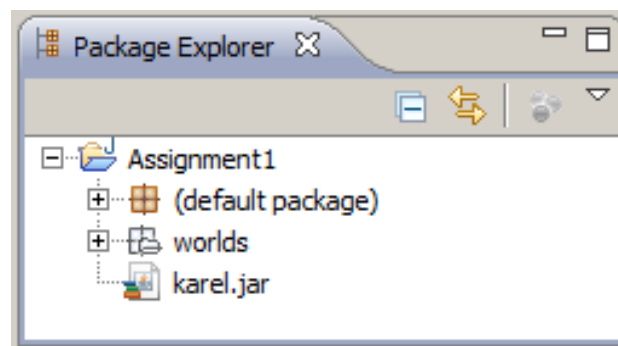 Package Explorer
Assignment1
(default package)
worlds
karel.jar